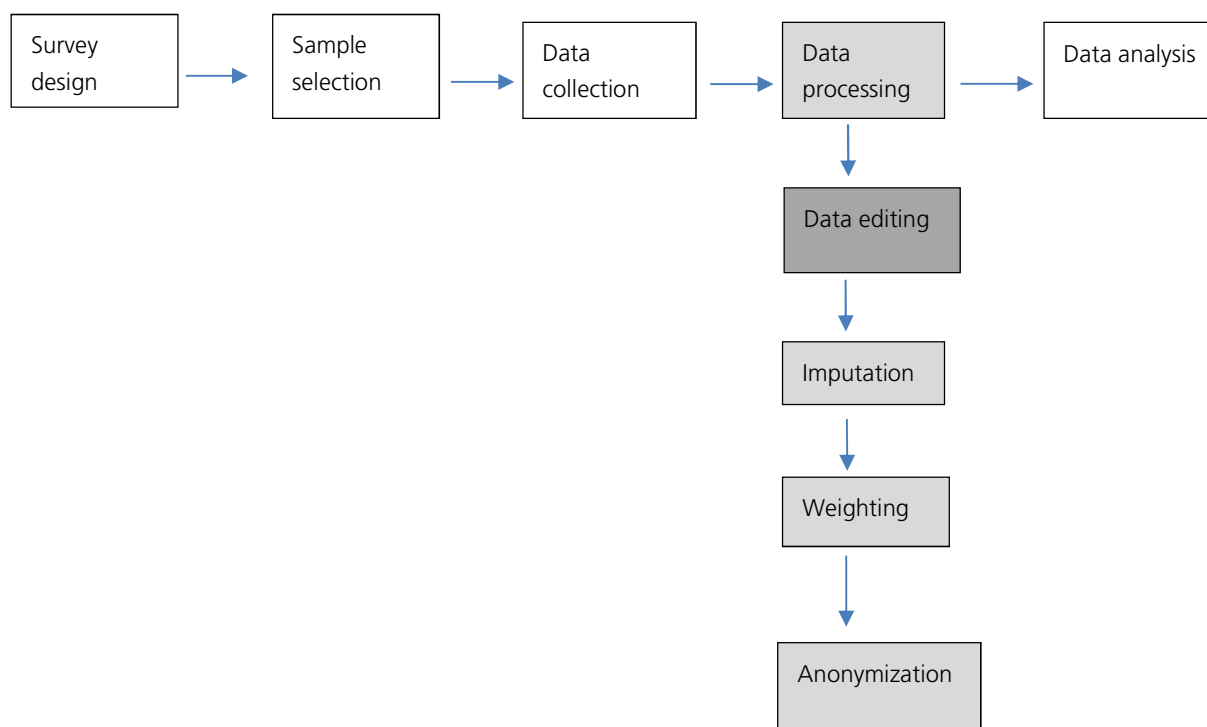 Survey
design
Sample
selection
Data
collection
Data
processing
Data analysis
Data editing
Imputation
Weighting
Anonymization